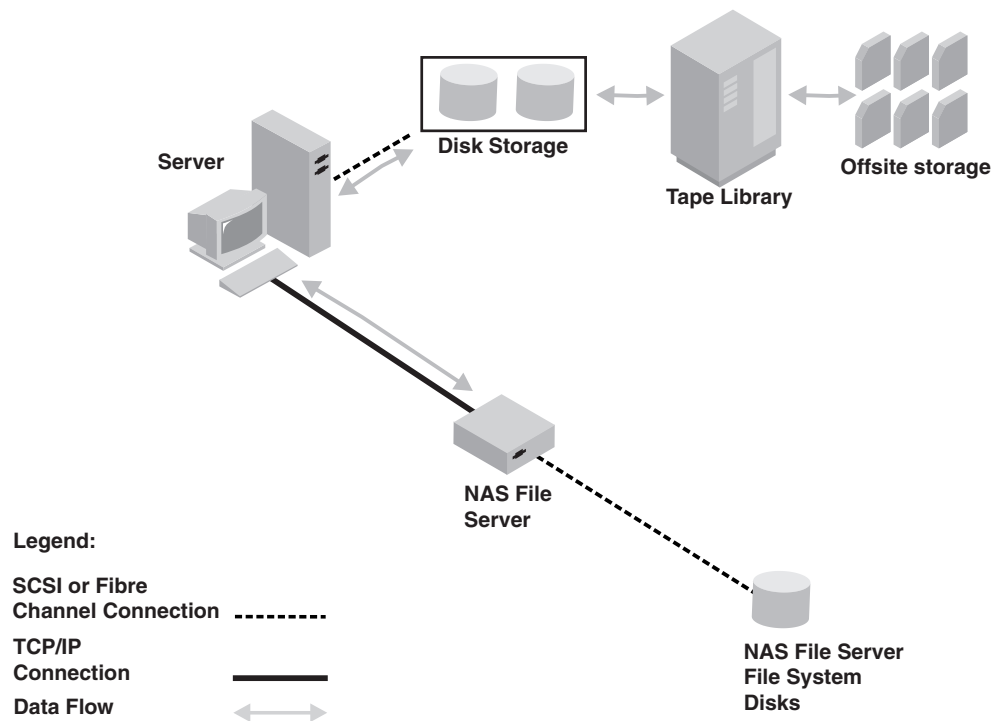 Server
Disk Storage
Tape Library
Offsite storage
NAS File
Server
NAS File Server
File System
Disks
Legend:
SCSI or Fibre
Channel Connection
TCP/IP
Connection
Data Flow